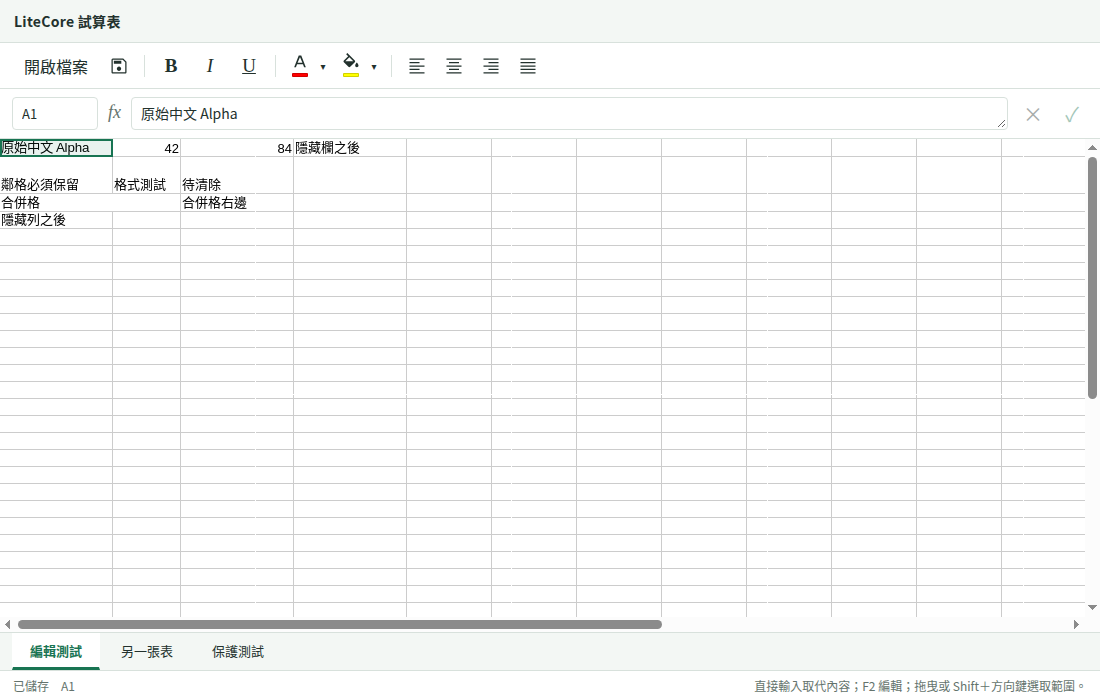 LiteCore 試算表
開啟檔案 B I U A
A1 fx 原始中文 Alpha
原始中文 Alpha 42 84 隱藏欄之後
鄰格必須保留 格式測試 待清除
合併格 合併格右邊
隱藏列之後
編輯測試 另一張表 保護測試
已儲存 A1 直接輸入取代內容；F2 編輯；拖曳或 Shift＋方向鍵選取範圍。